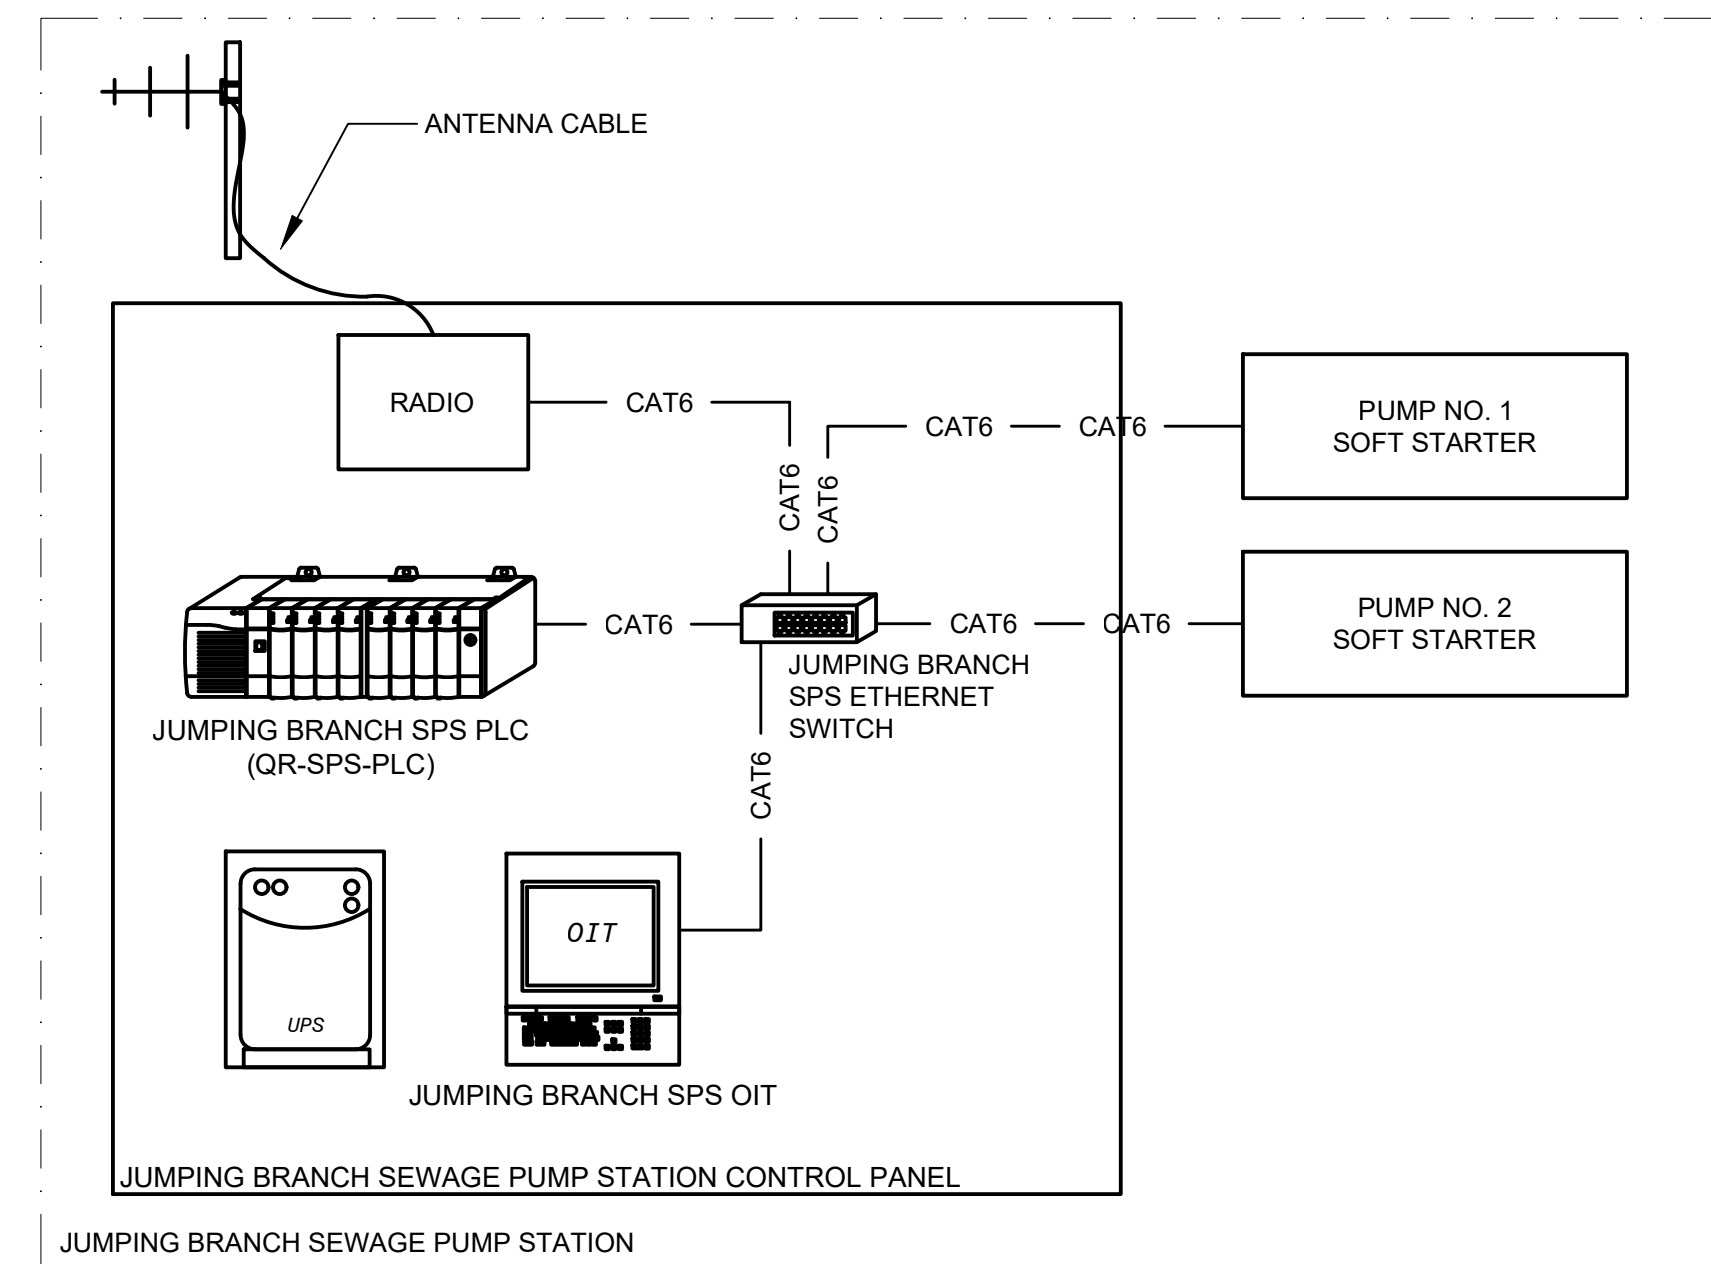 ANTENNA CABLE
RADIO
CAT6
CAT6
CAT6
CAT6
CAT6
PUMP NO. 1
SOFT STARTER
CAT6
CAT6
CAT6
PUMP NO. 2
SOFT STARTER
JUMPING BRANCH
SPS ETHERNET
SWITCH
JUMPING BRANCH SPS PLC
(QR-SPS-PLC)
CAT6
OIT
UPS
JUMPING BRANCH SPS OIT
JUMPING BRANCH SEWAGE PUMP STATION CONTROL PANEL
JUMPING BRANCH SEWAGE PUMP STATION